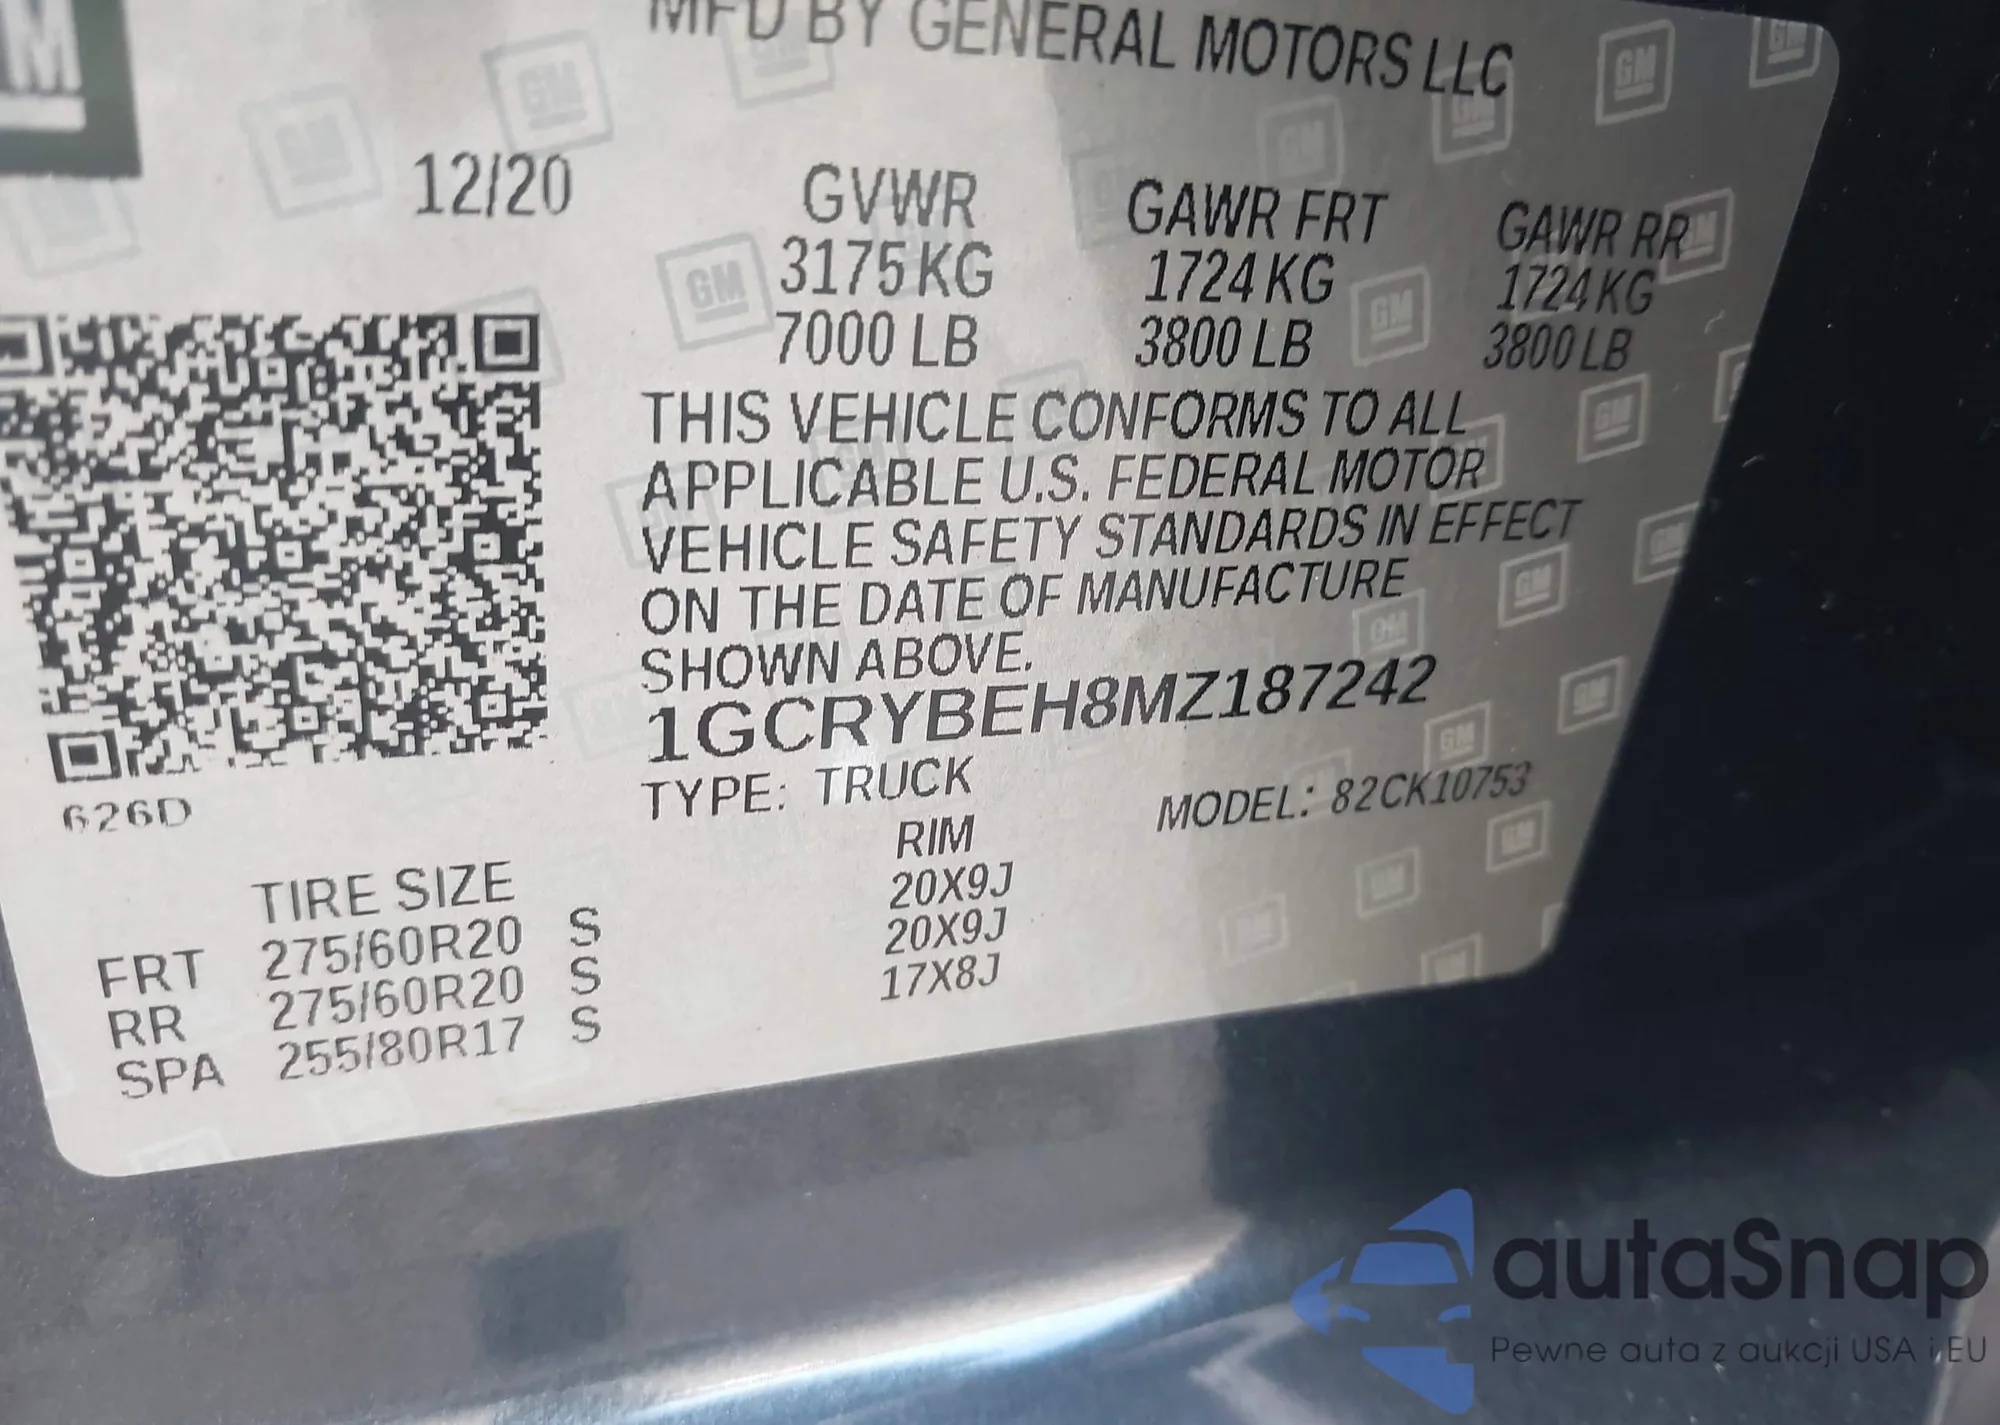 MFD BY GENERAL MOTORS LLC
12/20 GVWR GAWR FRT GAWR RR
3175 KG 1724 KG 1724 KG
7000 LB 3800 LB 3800 LB
THIS VEHICLE CONFORMS TO ALL
APPLICABLE U.S. FEDERAL MOTOR
VEHICLE SAFETY STANDARDS IN EFFECT
ON THE DATE OF MANUFACTURE
SHOWN ABOVE.
1GCRYBEH8MZ187242
626D
TYPE: TRUCK MODEL: 82CK10753
TIRE SIZE RIM
FRT 275/60R20 S 20X9J
RR 275/60R20 S 20X9J
SPA 255/80R17 S 17X8J
autaSnap
Pewne auta z aukcji USA i EU